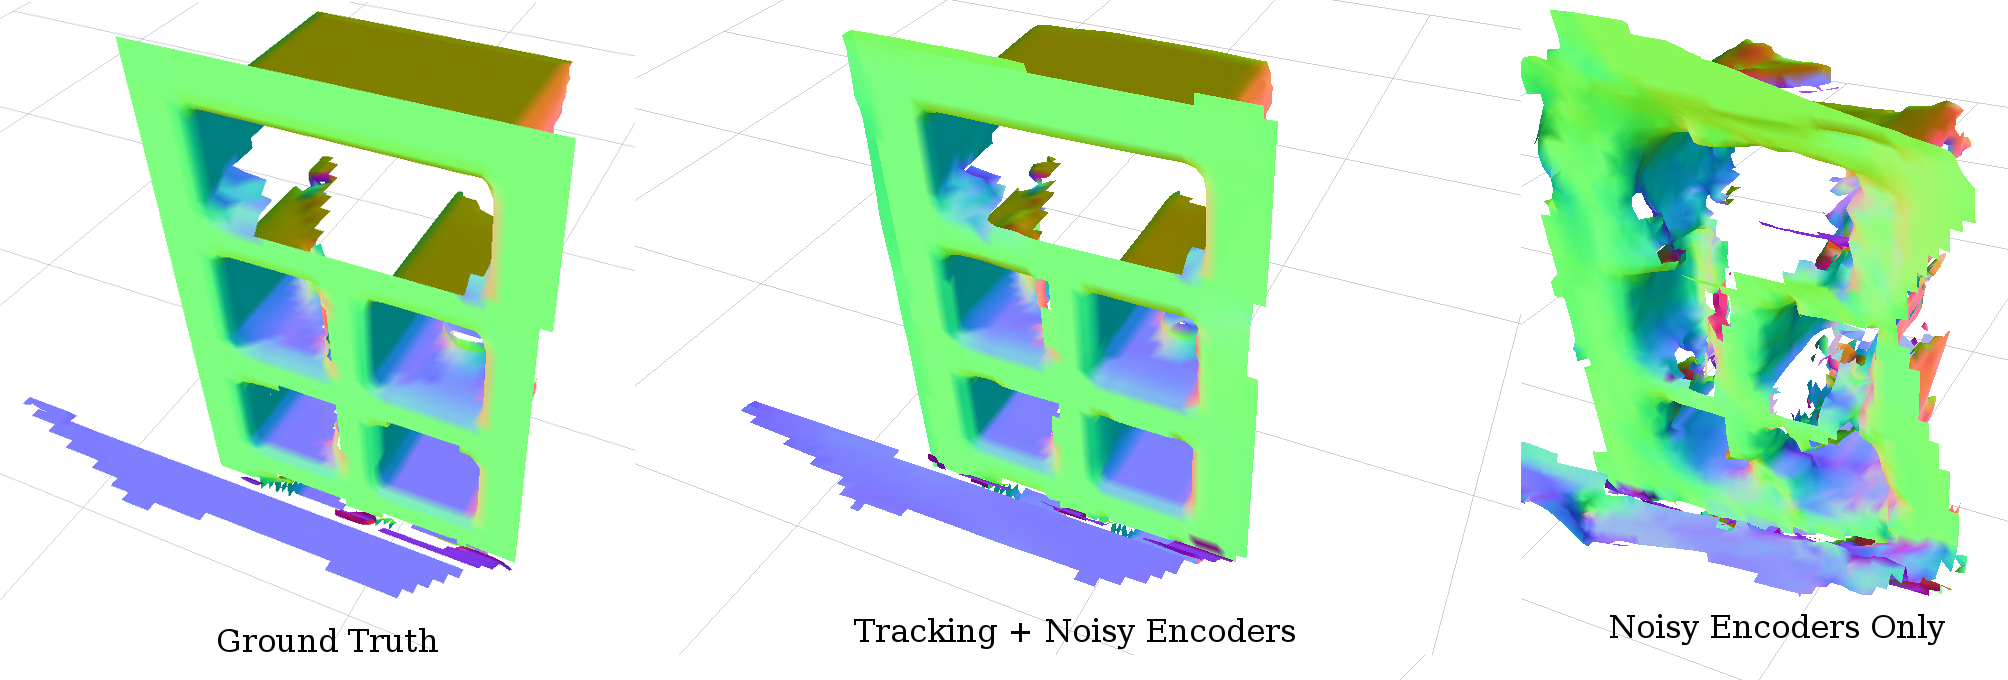 Ground Truth
Tracking + Noisy Encoders
Noisy Encoders Only